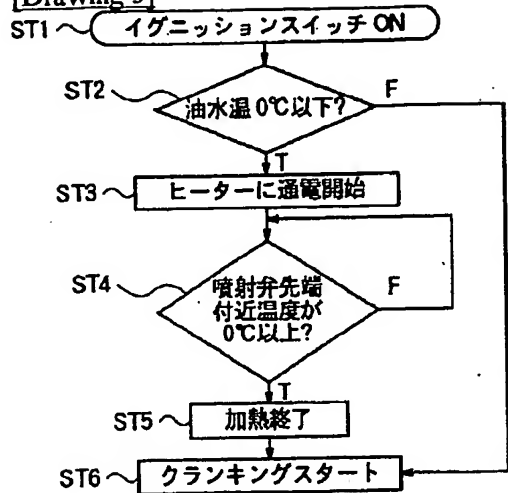 [Drawing 9]
ST1 イグニッションスイッチ ON
ST2 油水温 0℃以下?
F
T
ST3 ヒーターに通電開始
ST4 噴射弁先端
付近温度が
0℃以上?
F
T
ST5 加熱終了
ST6 クランキングスタート